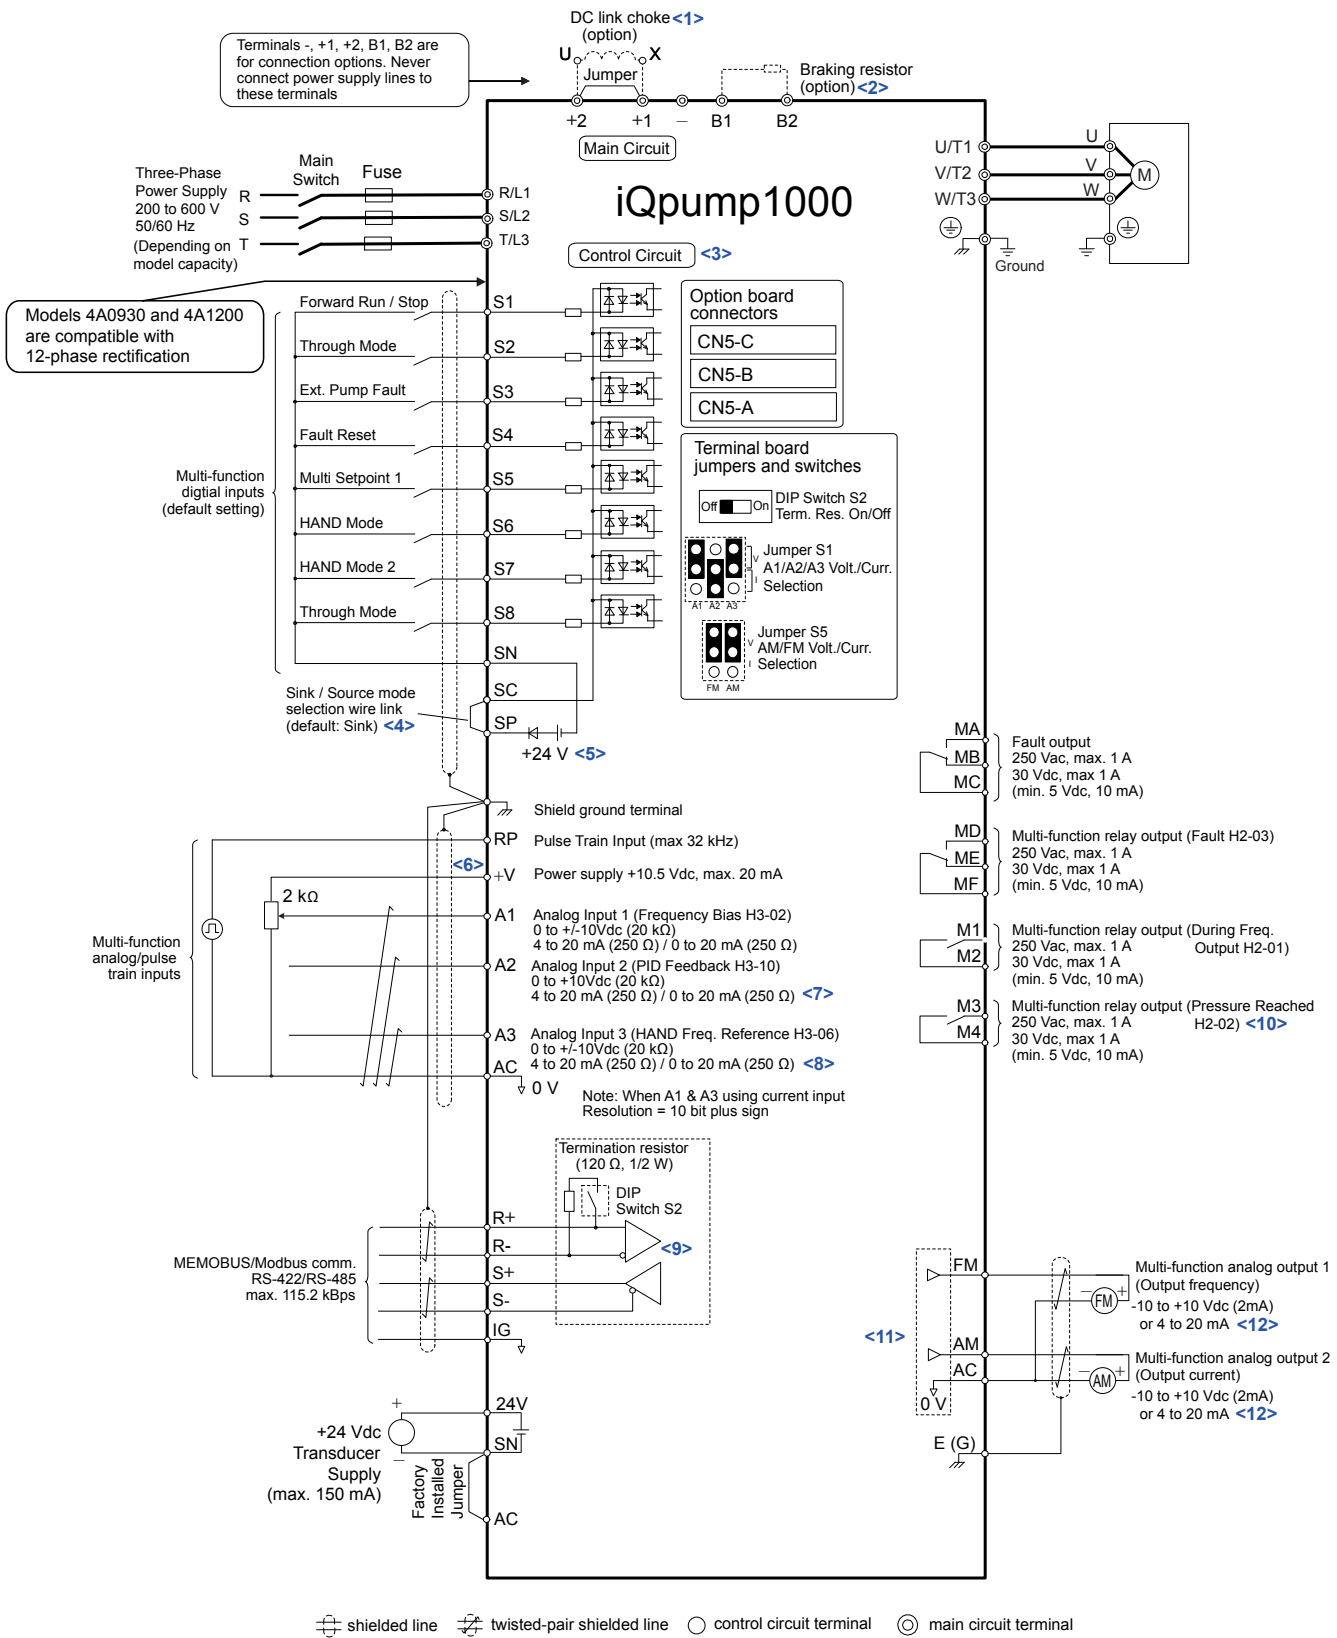 DC link choke <1>
(option)
U X
Jumper
Terminals -, +1, +2, B1, B2 are
for connection options. Never
connect power supply lines to
these terminals
Braking resistor
(option) <2>
+2 +1 − B1 B2
Main Circuit
Three-Phase
Power Supply
200 to 600 V
50/60 Hz
(Depending on
model capacity)
R
S
T
Main
Switch
Fuse
R/L1
S/L2
T/L3
iQpump1000
U/T1
V/T2
W/T3
U
V
W
M
Ground
Control Circuit <3>
Models 4A0930 and 4A1200
are compatible with
12-phase rectification
Multi-function
digtial inputs
(default setting)
Forward Run / Stop S1
Through Mode S2
Ext. Pump Fault S3
Fault Reset S4
Multi Setpoint 1 S5
HAND Mode S6
HAND Mode 2 S7
Through Mode S8
SN
SC
SP
Sink / Source mode
selection wire link
(default: Sink) <4>
+24 V <5>
Option board
connectors
CN5-C
CN5-B
CN5-A
Terminal board
jumpers and switches
Off On
DIP Switch S2
Term. Res. On/Off
Jumper S1
A1/A2/A3 Volt./Curr.
Selection
V
I
A1 A2 A3
Jumper S5
AM/FM Volt./Curr.
Selection
V
I
FM AM
MA
MB
MC
Fault output
250 Vac, max. 1 A
30 Vdc, max 1 A
(min. 5 Vdc, 10 mA)
MD
ME
MF
Multi-function relay output (Fault H2-03)
250 Vac, max. 1 A
30 Vdc, max 1 A
(min. 5 Vdc, 10 mA)
M1
M2
Multi-function relay output (During Freq.
Output H2-01)
250 Vac, max. 1 A
30 Vdc, max 1 A
(min. 5 Vdc, 10 mA)
M3
M4
Multi-function relay output (Pressure Reached
H2-02) <10>
250 Vac, max. 1 A
30 Vdc, max 1 A
(min. 5 Vdc, 10 mA)
Shield ground terminal
Multi-function
analog/pulse
train inputs
2 kΩ
<6>
RP Pulse Train Input (max 32 kHz)
+V Power supply +10.5 Vdc, max. 20 mA
A1 Analog Input 1 (Frequency Bias H3-02)
0 to +/-10Vdc (20 kΩ)
4 to 20 mA (250 Ω) / 0 to 20 mA (250 Ω)
A2 Analog Input 2 (PID Feedback H3-10)
0 to +10Vdc (20 kΩ)
4 to 20 mA (250 Ω) / 0 to 20 mA (250 Ω) <7>
A3 Analog Input 3 (HAND Freq. Reference H3-06)
0 to +/-10Vdc (20 kΩ)
4 to 20 mA (250 Ω) / 0 to 20 mA (250 Ω) <8>
AC 0 V
Note: When A1 & A3 using current input
Resolution = 10 bit plus sign
Termination resistor
(120 Ω, 1/2 W)
DIP
Switch S2
<9>
MEMOBUS/Modbus comm.
RS-422/RS-485
max. 115.2 kBps
R+
R-
S+
S-
IG
<11>
FM
AM
AC
0 V
E (G)
− FM +
Multi-function analog output 1
(Output frequency)
-10 to +10 Vdc (2mA)
or 4 to 20 mA <12>
− AM +
Multi-function analog output 2
(Output current)
-10 to +10 Vdc (2mA)
or 4 to 20 mA <12>
+24 Vdc
Transducer
Supply
(max. 150 mA)
+
−
24V
SN
AC
Factory
Installed
Jumper
shielded line
twisted-pair shielded line
control circuit terminal
main circuit terminal